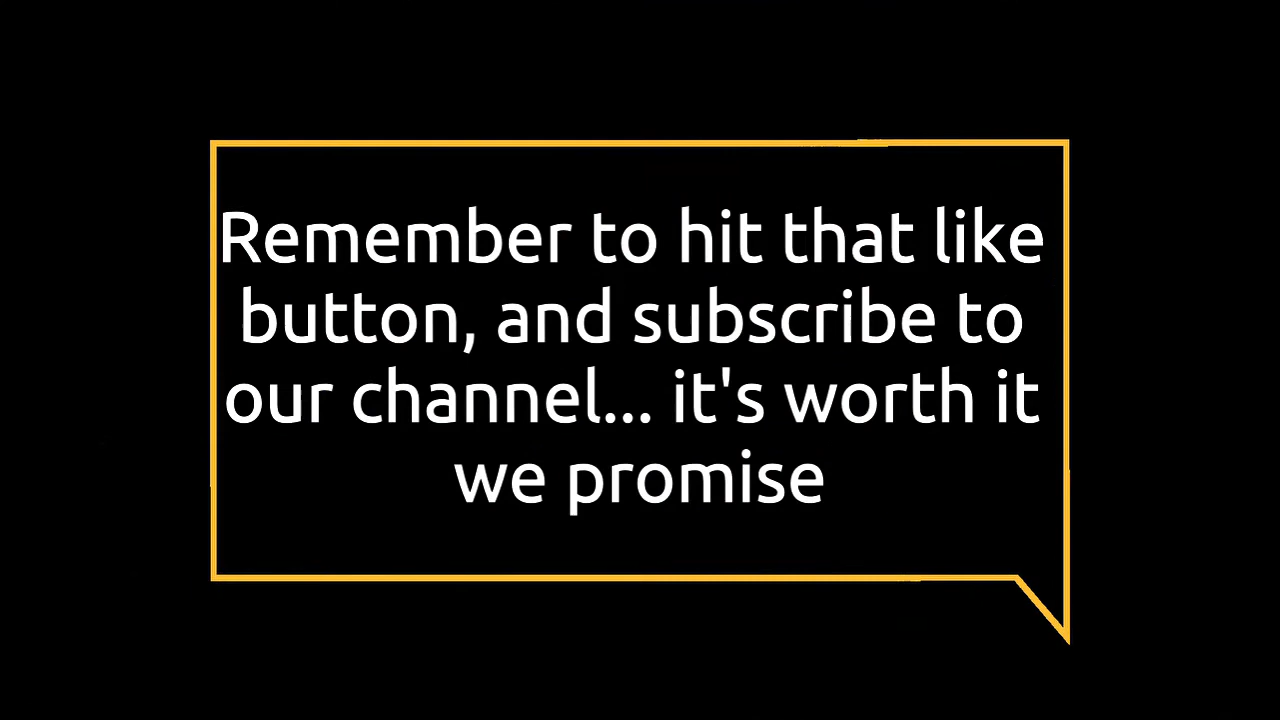 Remember to hit that like
button, and subscribe to
our channel... it's worth it
we promise